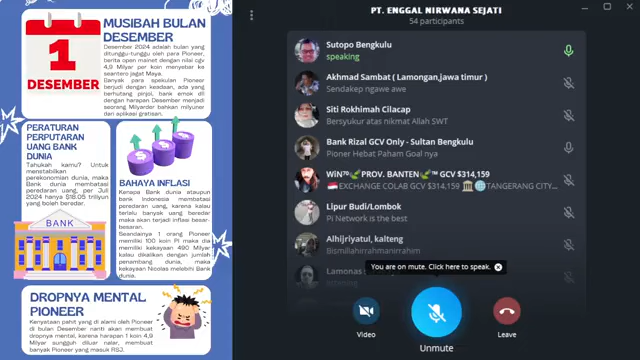 MUSIBAH BULAN
DESEMBER
1
DESEMBER
Desember 2024 adalah bulan yang
ditunggu-tunggu oleh para Pioneer,
berita open mainet dengan nilai cgv
4,9 Milyar per koin menyebar ke
seantero jagat Maya.
Banyak para spekulan Pioneer
berjudi dengan keadaan, ada yang
berhutang pinjol, bank emok dll
dengan harapan Desember menjadi
seorang Milyarder bahkan milyuner
dari aplikasi gratisan.
PERATURAN
PERPUTARAN
UANG BANK
DUNIA
Tahukah kamu? Untuk
menstabilkan
perekonomian dunia, maka
Bank dunia membatasi
peredaran uang, per Juli
2024 hanya $18.05 triliyun
yang boleh beredar.
BANK
BAHAYA INFLASI
Kenapa Bank dunia ataupun
bank Indonesia membatasi
peredaran uang, karena kalau
terlalu banyak uang beredar
maka akan terjadi inflasi besar-
besaran.
Seandainya 1 orang Pioneer
memiliki 100 koin PI maka dia
memiliki kekayaan 490 Milyar
kalau dikalikan dengan jumlah
penambang dunia, maka
kekayaan Nicolas melebihi Bank
dunia.
DROPNYA MENTAL
PIONEER
Kenyataan pahit yang di alami oleh Pioneer
di bulan Desember nanti akan membuat
dropnya mental, karena harapan 1 koin 4,9
Milyar sungguh diluar nalar, membuat
banyak Pioneer yang masuk RSJ.
PT. ENGGAL NIRWANA SEJATI
54 participants
Sutopo Bengkulu
speaking
Akhmad Sambat ( Lamongan,jawa timur )
Sendakep ngawe awe
Siti Rokhimah Cilacap
Bersyukur atas nikmat Allah SWT
Bank Rizal GCV Only - Sultan Bengkulu
Pioner Hebat Paham Goal nya
WiN⁷⁰🌿PROV. BANTEN🌿™ GCV $314,159
🇮🇩EXCHANGE COLAB GCV $314,159 🏛️🌐TANGERANG CITY...
Lipur Budi/Lombok
Pi Network is the best
Alhijriyatul, kalteng
Bismillahirrahmanirrahim
You are on mute. Click here to speak.
Lamonas
listening
Video
Leave
Unmute